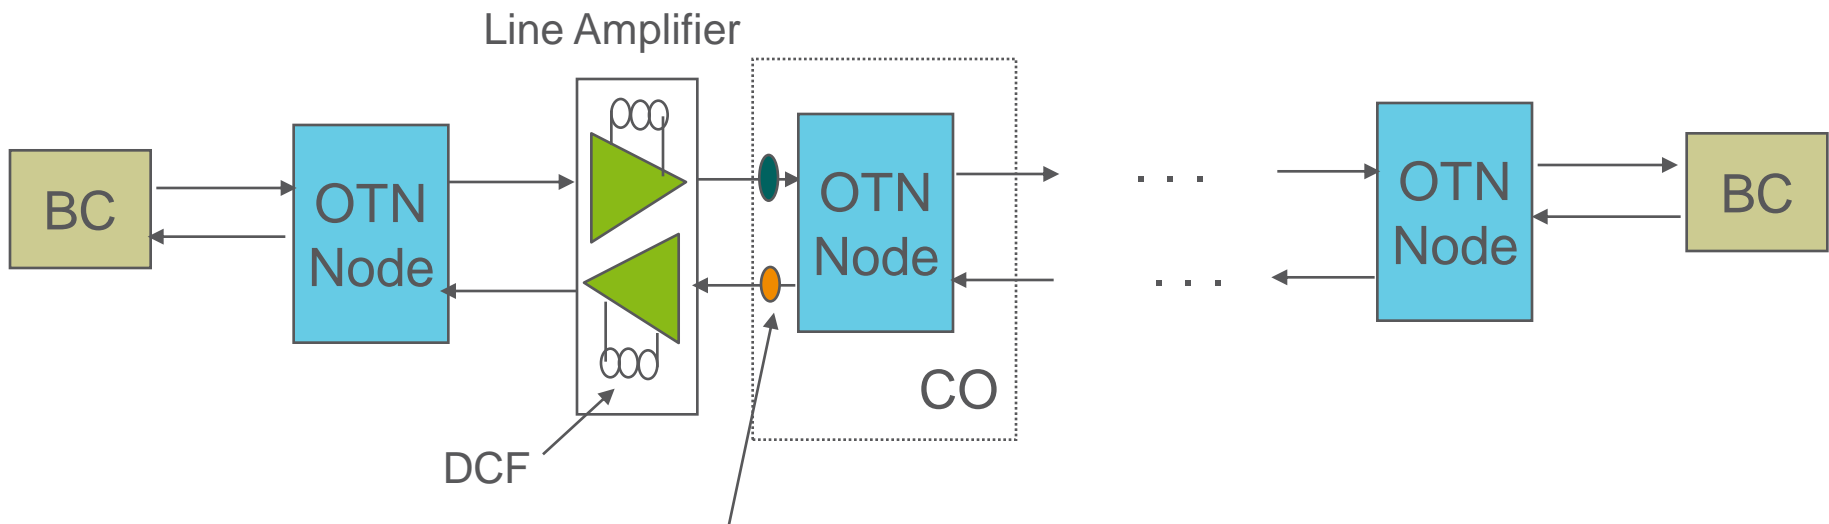 Line Amplifier
BC
OTN
Node
OTN
Node
CO
. . .
. . .
OTN
Node
BC
DCF